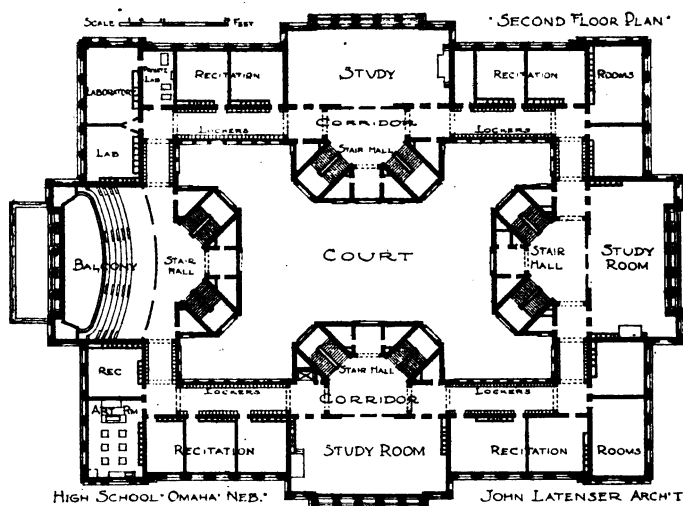 SCALE FEET
"SECOND FLOOR PLAN"
PRIVATE LAB
RECITATION
STUDY
RECITATION
ROOMS
LABORATORY
LOCKERS
CORRIDOR
LOCKERS
LAB
STAIR HALL
BALCONY
STAIR HALL
COURT
STAIR HALL
STUDY ROOM
REC
STAIR HALL
LOCKERS
CORRIDOR
LOCKERS
ART RM
RECITATION
STUDY ROOM
RECITATION
ROOMS
HIGH SCHOOL · OMAHA · NEB.
JOHN LATENSER ARCH'T